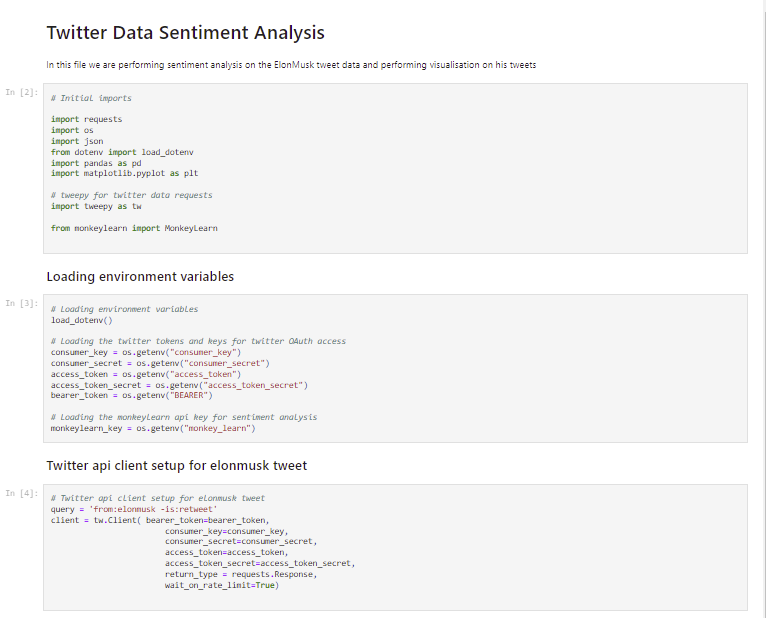 Twitter Data Sentiment Analysis
In this file we are performing sentiment analysis on the ElonMusk tweet data and performing visualisation on his tweets
In [2]:
# Initial imports
import requests
import os
import json
from dotenv import load_dotenv
import pandas as pd
import matplotlib.pyplot as plt
# tweepy for twitter data requests
import tweepy as tw
from monkeylearn import MonkeyLearn
Loading environment variables
In [3]:
# Loading environment variables
load_dotenv()
# Loading the twitter tokens and keys for twitter OAuth access
consumer_key = os.getenv("consumer_key")
consumer_secret = os.getenv("consumer_secret")
access_token = os.getenv("access_token")
access_token_secret = os.getenv("access_token_secret")
bearer_token = os.getenv("BEARER")
# Loading the monkeylearn api key for sentiment analysis
monkeylearn_key = os.getenv("monkey_learn")
Twitter api client setup for elonmusk tweet
In [4]:
# Twitter api client setup for elonmusk tweet
query = 'from:elonmusk -is:retweet'
client = tw.Client( bearer_token=bearer_token,
consumer_key=consumer_key,
consumer_secret=consumer_secret,
access_token=access_token,
access_token_secret=access_token_secret,
return_type = requests.Response,
wait_on_rate_limit=True)